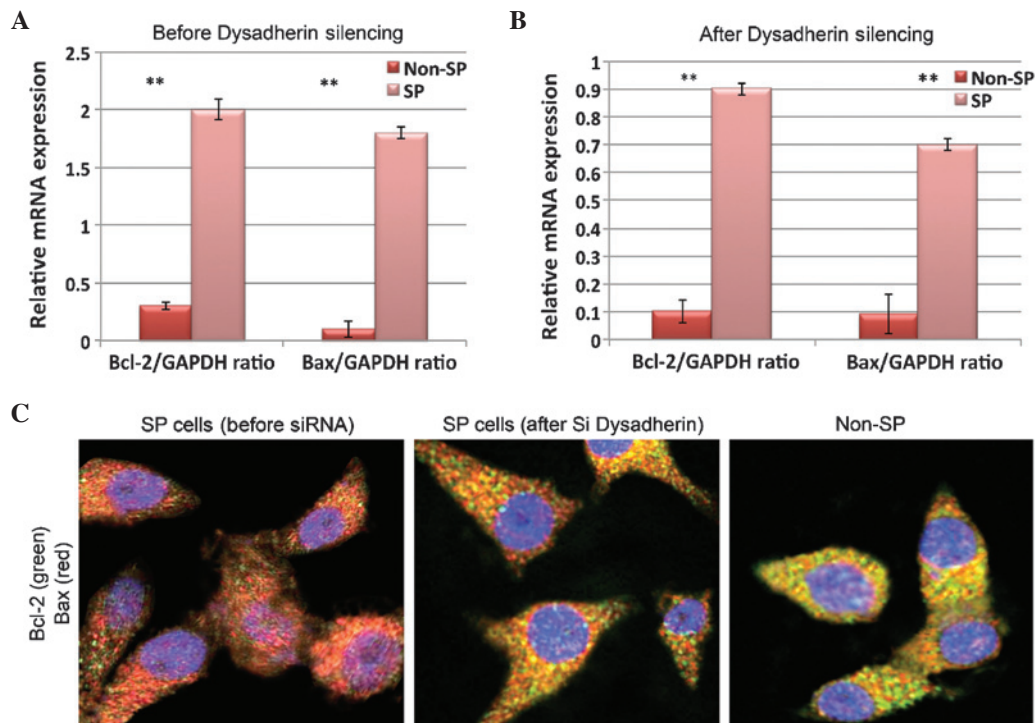 A
Before Dysadherin silencing
Relative mRNA expression
2.5
2
1.5
1
0.5
0
**
**
Non-SP
SP
Bcl-2/GAPDH ratio
Bax/GAPDH ratio
B
After Dysadherin silencing
Relative mRNA expression
1
0.9
0.8
0.7
0.6
0.5
0.4
0.3
0.2
0.1
0
**
**
Non-SP
SP
Bcl-2/GAPDH ratio
Bax/GAPDH ratio
C
SP cells (before siRNA)
SP cells (after Si Dysadherin)
Non-SP
Bcl-2 (green)
Bax (red)